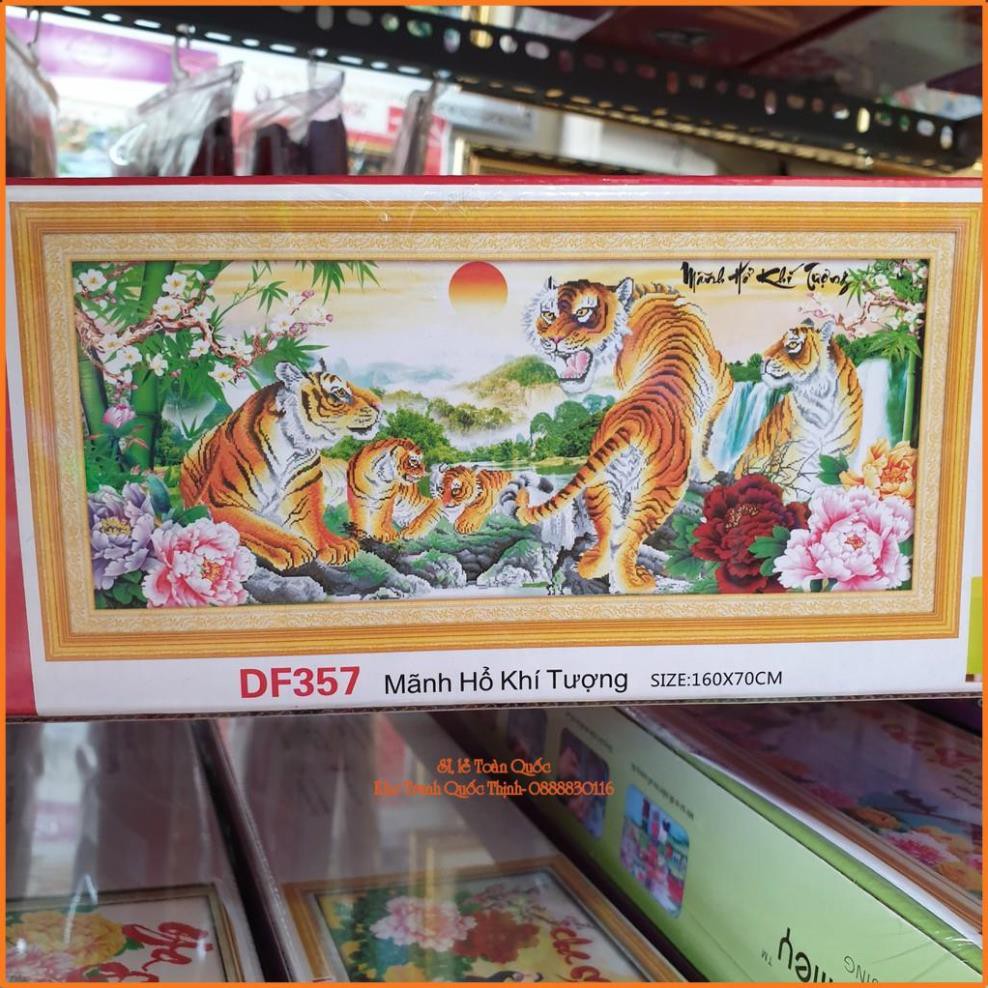 Mãnh Hổ Khí Tượng
DF357 Mãnh Hổ Khí Tượng SIZE:160X70CM
Sỉ, lẻ Toàn Quốc
Kho Tranh Quốc Thịnh- 0888830116
TM